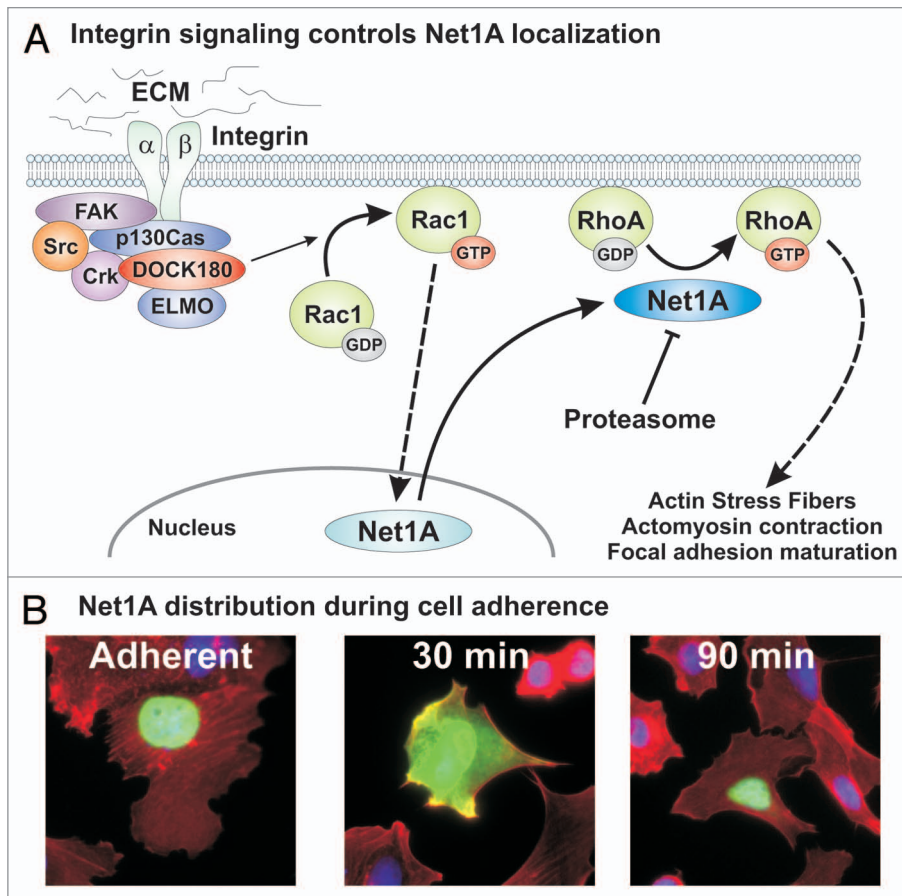 A Integrin signaling controls Net1A localization
ECM
α β Integrin
FAK
Src
p130Cas
Crk
DOCK180
ELMO
Rac1
GDP
Rac1
GTP
RhoA
GDP
RhoA
GTP
Net1A
Proteasome
Nucleus
Net1A
Actin Stress Fibers
Actomyosin contraction
Focal adhesion maturation
B Net1A distribution during cell adherence
Adherent
30 min
90 min